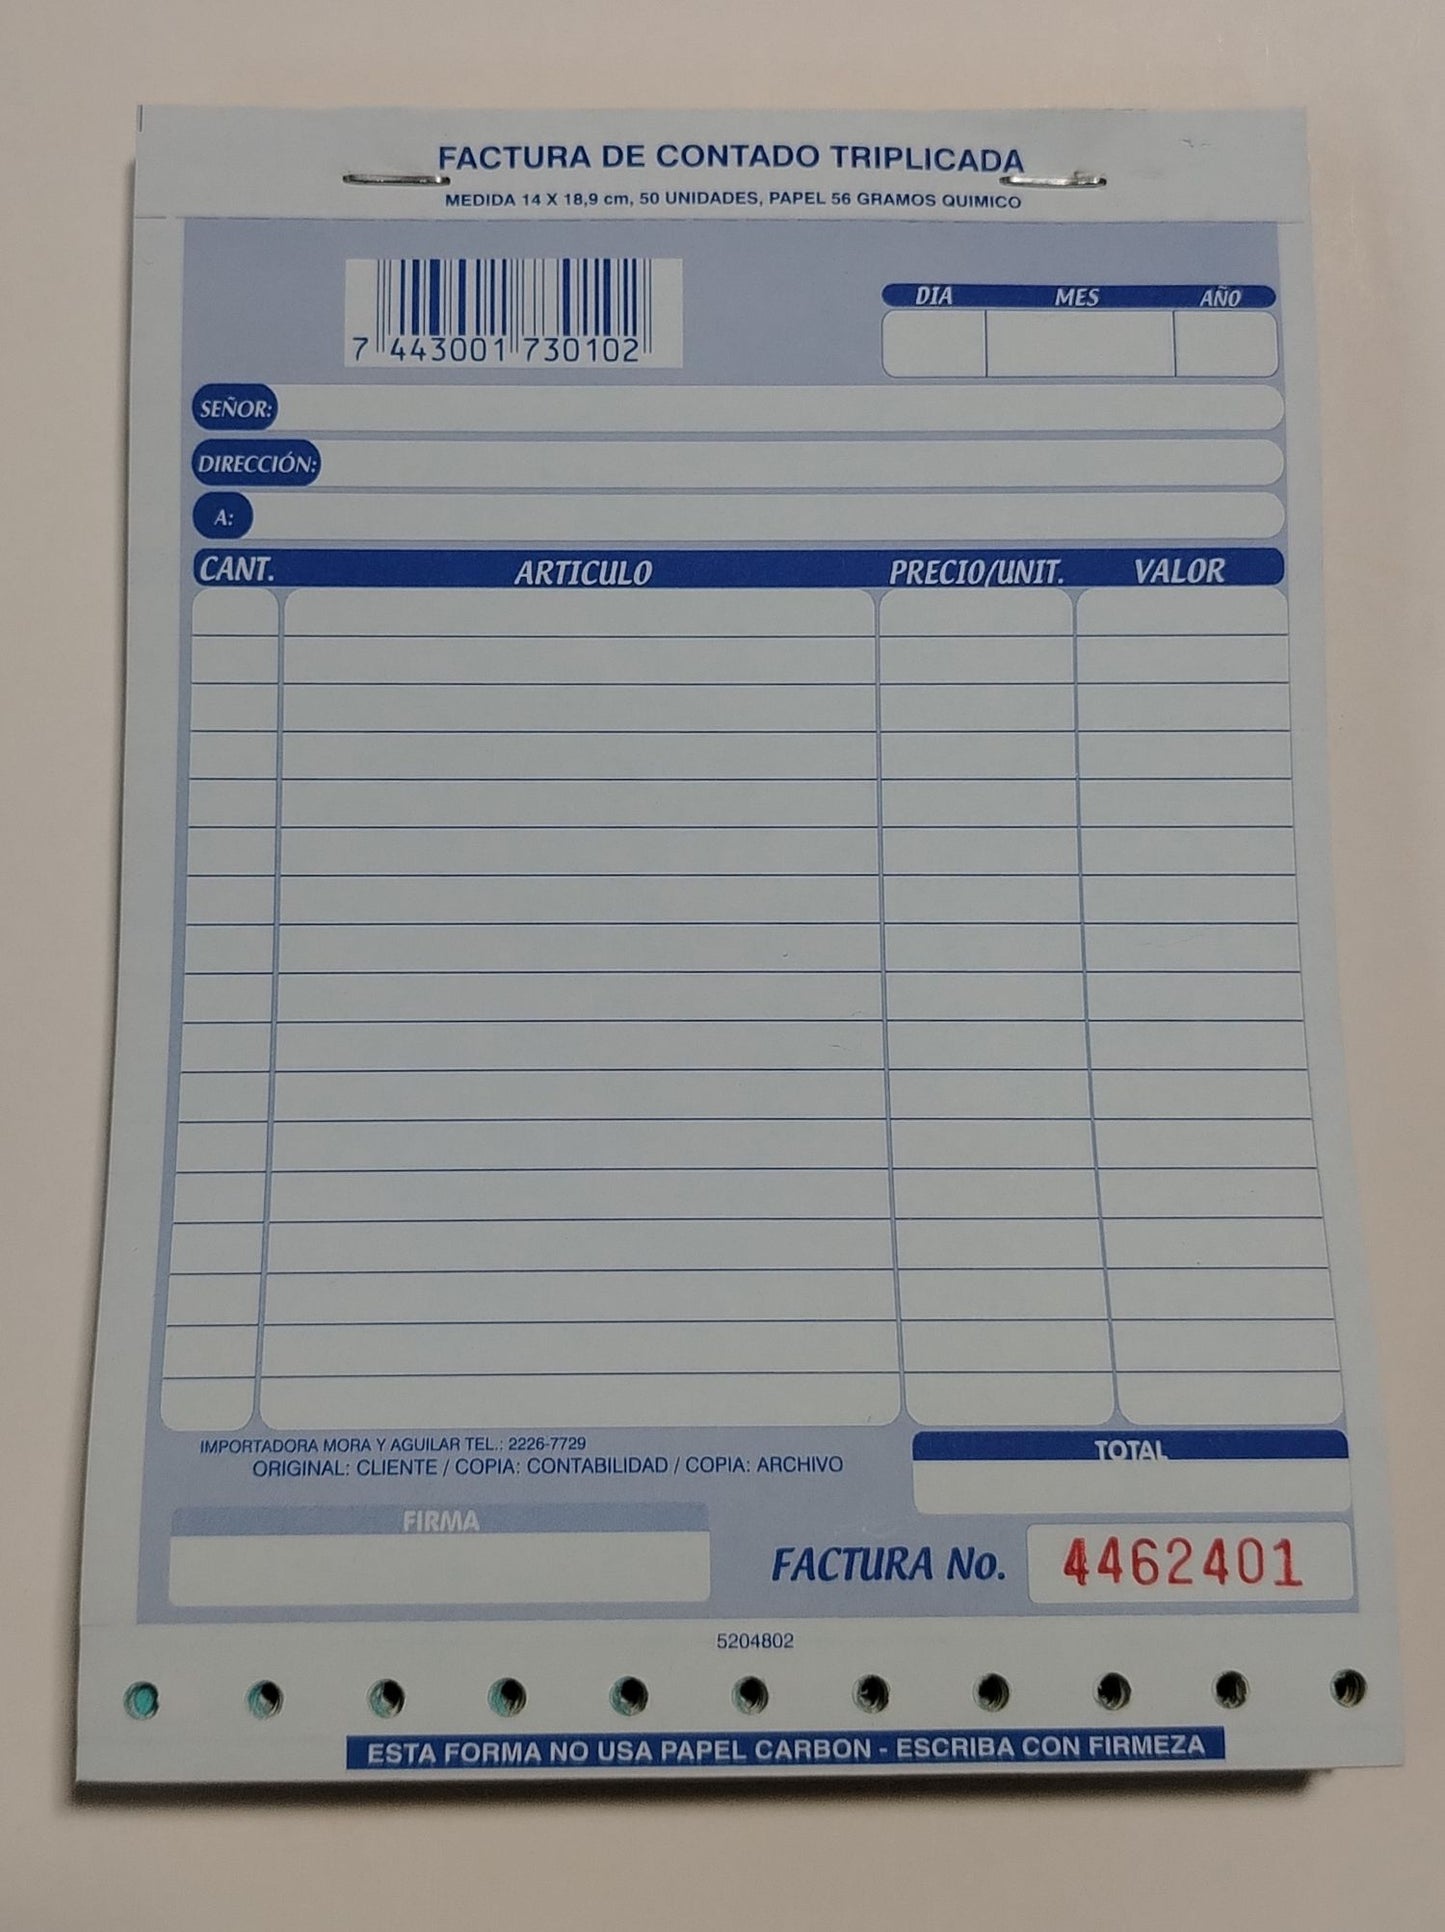 FACTURA DE CONTADO TRIPLICADA
MEDIDA 14 X 18,9 cm, 50 UNIDADES, PAPEL 56 GRAMOS QUIMICO
7 443001 730102
DIA MES AÑO
SEÑOR:
DIRECCIÓN:
A:
CANT. ARTICULO PRECIO/UNIT. VALOR
IMPORTADORA MORA Y AGUILAR TEL.: 2226-7729
ORIGINAL: CLIENTE / COPIA: CONTABILIDAD / COPIA: ARCHIVO
TOTAL
FIRMA
FACTURA No. 4462401
5204802
ESTA FORMA NO USA PAPEL CARBON - ESCRIBA CON FIRMEZA